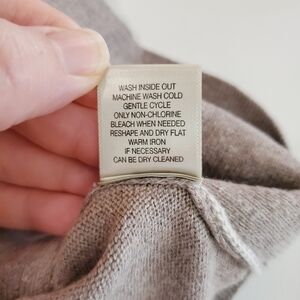 WASH INSIDE OUT
MACHINE WASH COLD
GENTLE CYCLE
ONLY NON-CHLORINE
BLEACH WHEN NEEDED
RESHAPE AND DRY FLAT
WARM IRON
IF NECESSARY
CAN BE DRY CLEANED